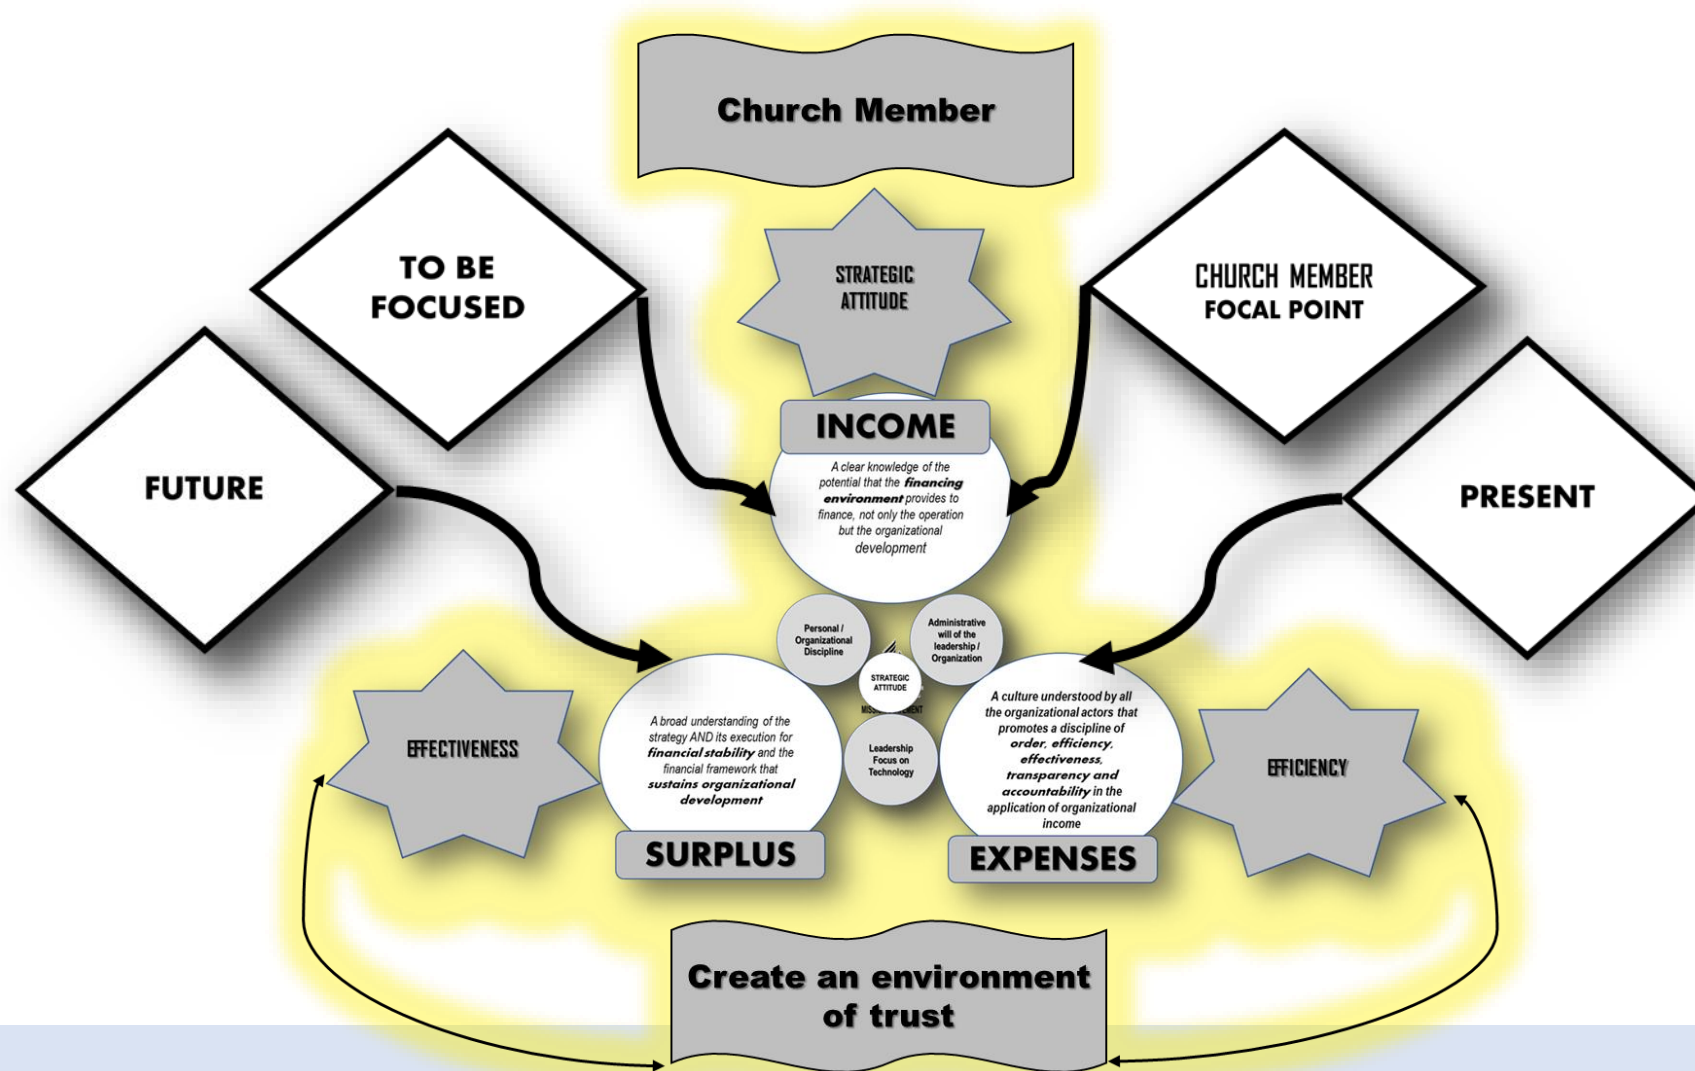 Church Member
STRATEGIC
ATTITUDE
TO BE
FOCUSED
CHURCH MEMBER
FOCAL POINT
FUTURE
PRESENT
INCOME
A clear knowledge of the
potential that the financing
environment provides to
finance, not only the operation
but the organizational
development
Personal /
Organizational
Discipline
Administrative
will of the
leadership /
Organization
STRATEGIC
ATTITUDE
Leadership
Focus on
Technology
EFFECTIVENESS
A broad understanding of the
strategy AND its execution for
financial stability and the
financial framework that
sustains organizational
development
SURPLUS
A culture understood by all
the organizational actors that
promotes a discipline of
order, efficiency,
effectiveness,
transparency and
accountability in the
application of organizational
income
EXPENSES
EFFICIENCY
Create an environment
of trust